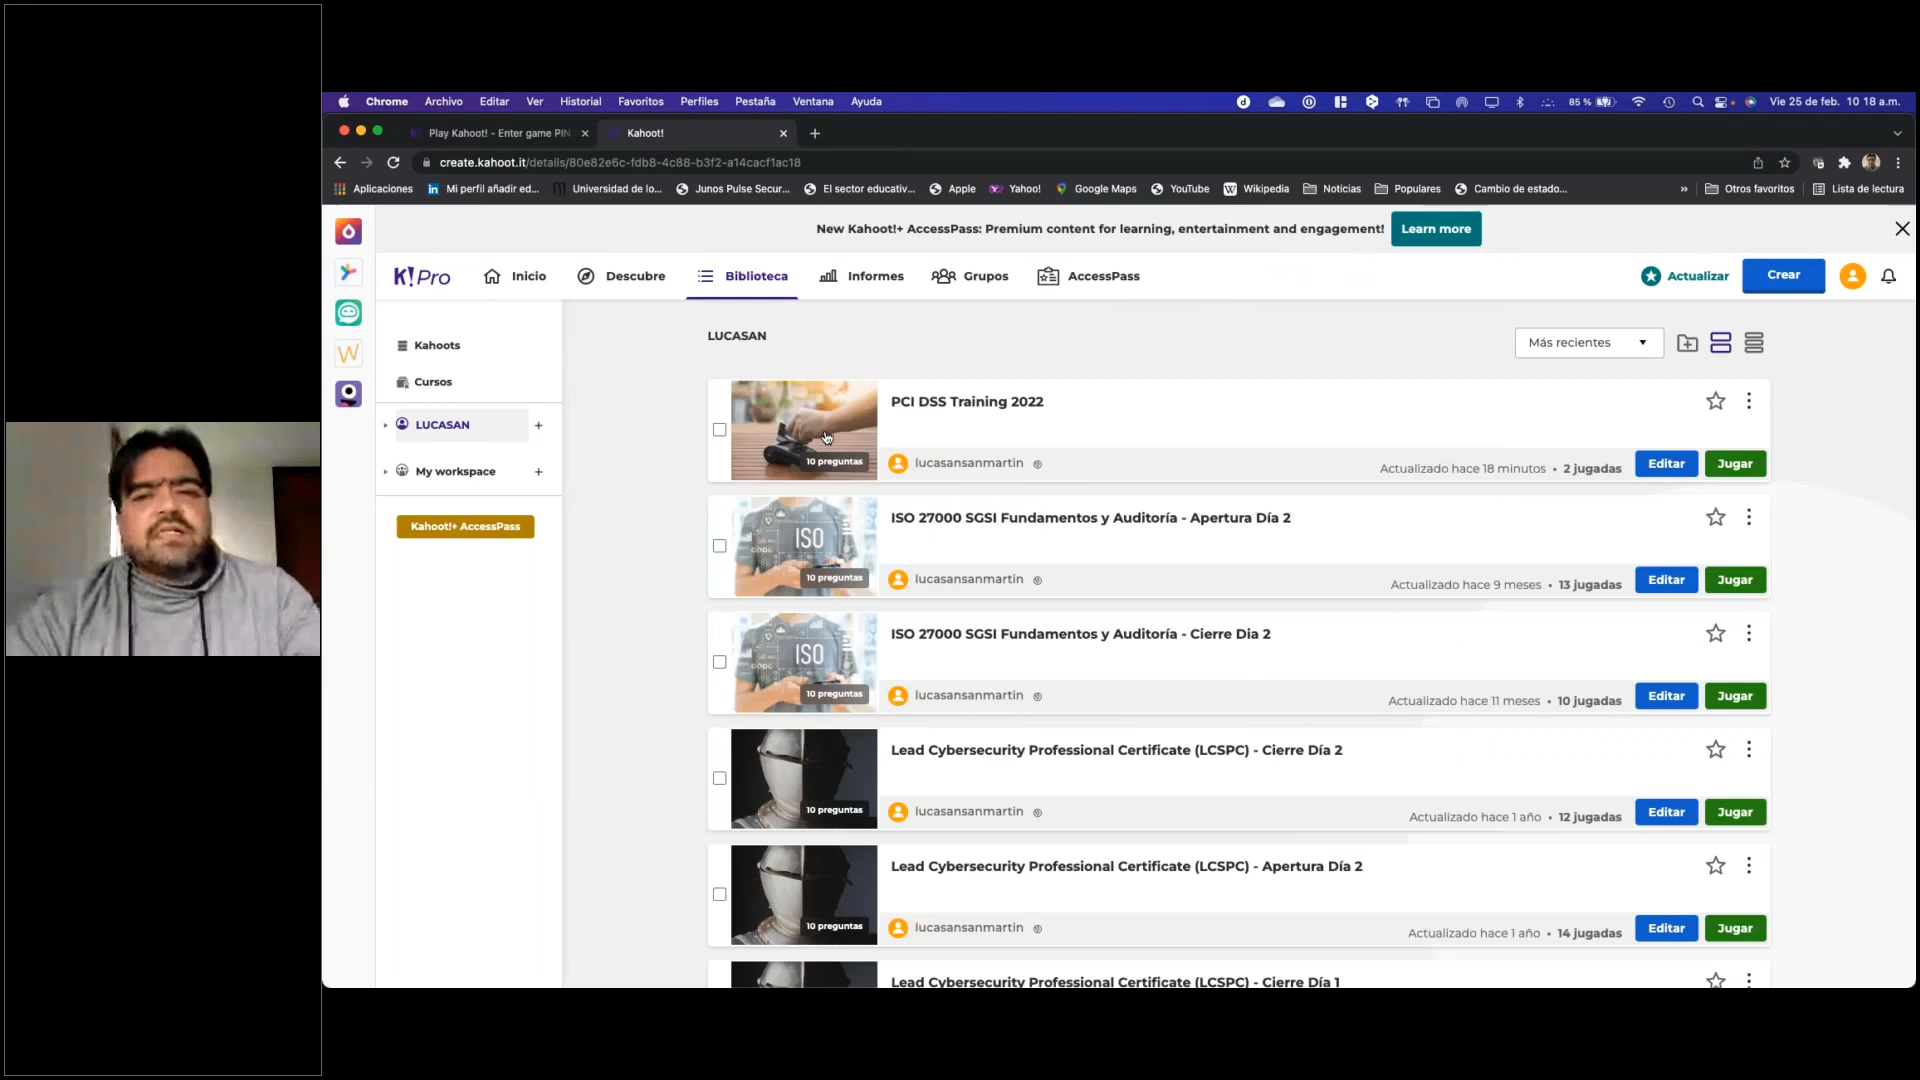 Chrome Archivo Editar Ver Historial Favoritos Perfiles Pestaña Ventana Ayuda
85 % Vie 25 de feb. 10 18 a.m.
Play Kahoot! - Enter game PIN Kahoot!
create.kahoot.it/details/80e82e6c-fdb8-4c88-b3f2-a14cacf1ac18
Aplicaciones Mi perfil añadir ed... Universidad de lo... Junos Pulse Secur... El sector educativ... Apple Yahoo! Google Maps YouTube Wikipedia Noticias Populares Cambio de estado... » Otros favoritos Lista de lectura
New Kahoot!+ AccessPass: Premium content for learning, entertainment and engagement! Learn more
K!Pro Inicio Descubre Biblioteca Informes Grupos AccessPass Actualizar Crear
W
Kahoots
Cursos
LUCASAN +
My workspace +
Kahoot!+ AccessPass
LUCASAN
Más recientes
PCI DSS Training 2022
10 preguntas
lucasansanmartin
Actualizado hace 18 minutos • 2 jugadas Editar Jugar
ISO 27000 SGSI Fundamentos y Auditoría - Apertura Día 2
ISO
10 preguntas
lucasansanmartin
Actualizado hace 9 meses • 13 jugadas Editar Jugar
ISO 27000 SGSI Fundamentos y Auditoría - Cierre Dia 2
ISO
10 preguntas
lucasansanmartin
Actualizado hace 11 meses • 10 jugadas Editar Jugar
Lead Cybersecurity Professional Certificate (LCSPC) - Cierre Día 2
10 preguntas
lucasansanmartin
Actualizado hace 1 año • 12 jugadas Editar Jugar
Lead Cybersecurity Professional Certificate (LCSPC) - Apertura Día 2
10 preguntas
lucasansanmartin
Actualizado hace 1 año • 14 jugadas Editar Jugar
Lead Cybersecurity Professional Certificate (LCSPC) - Cierre Día 1